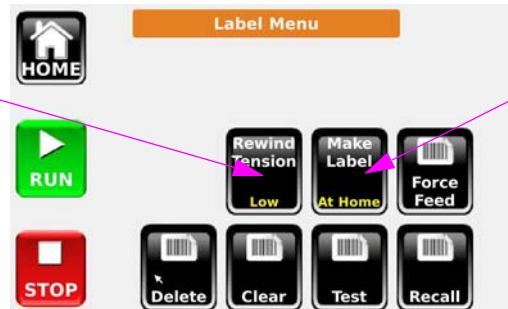 Label Menu
HOME
RUN
Rewind
Tension
Low
Make
Label
At Home
Force
Feed
STOP
Delete
Clear
Test
Recall